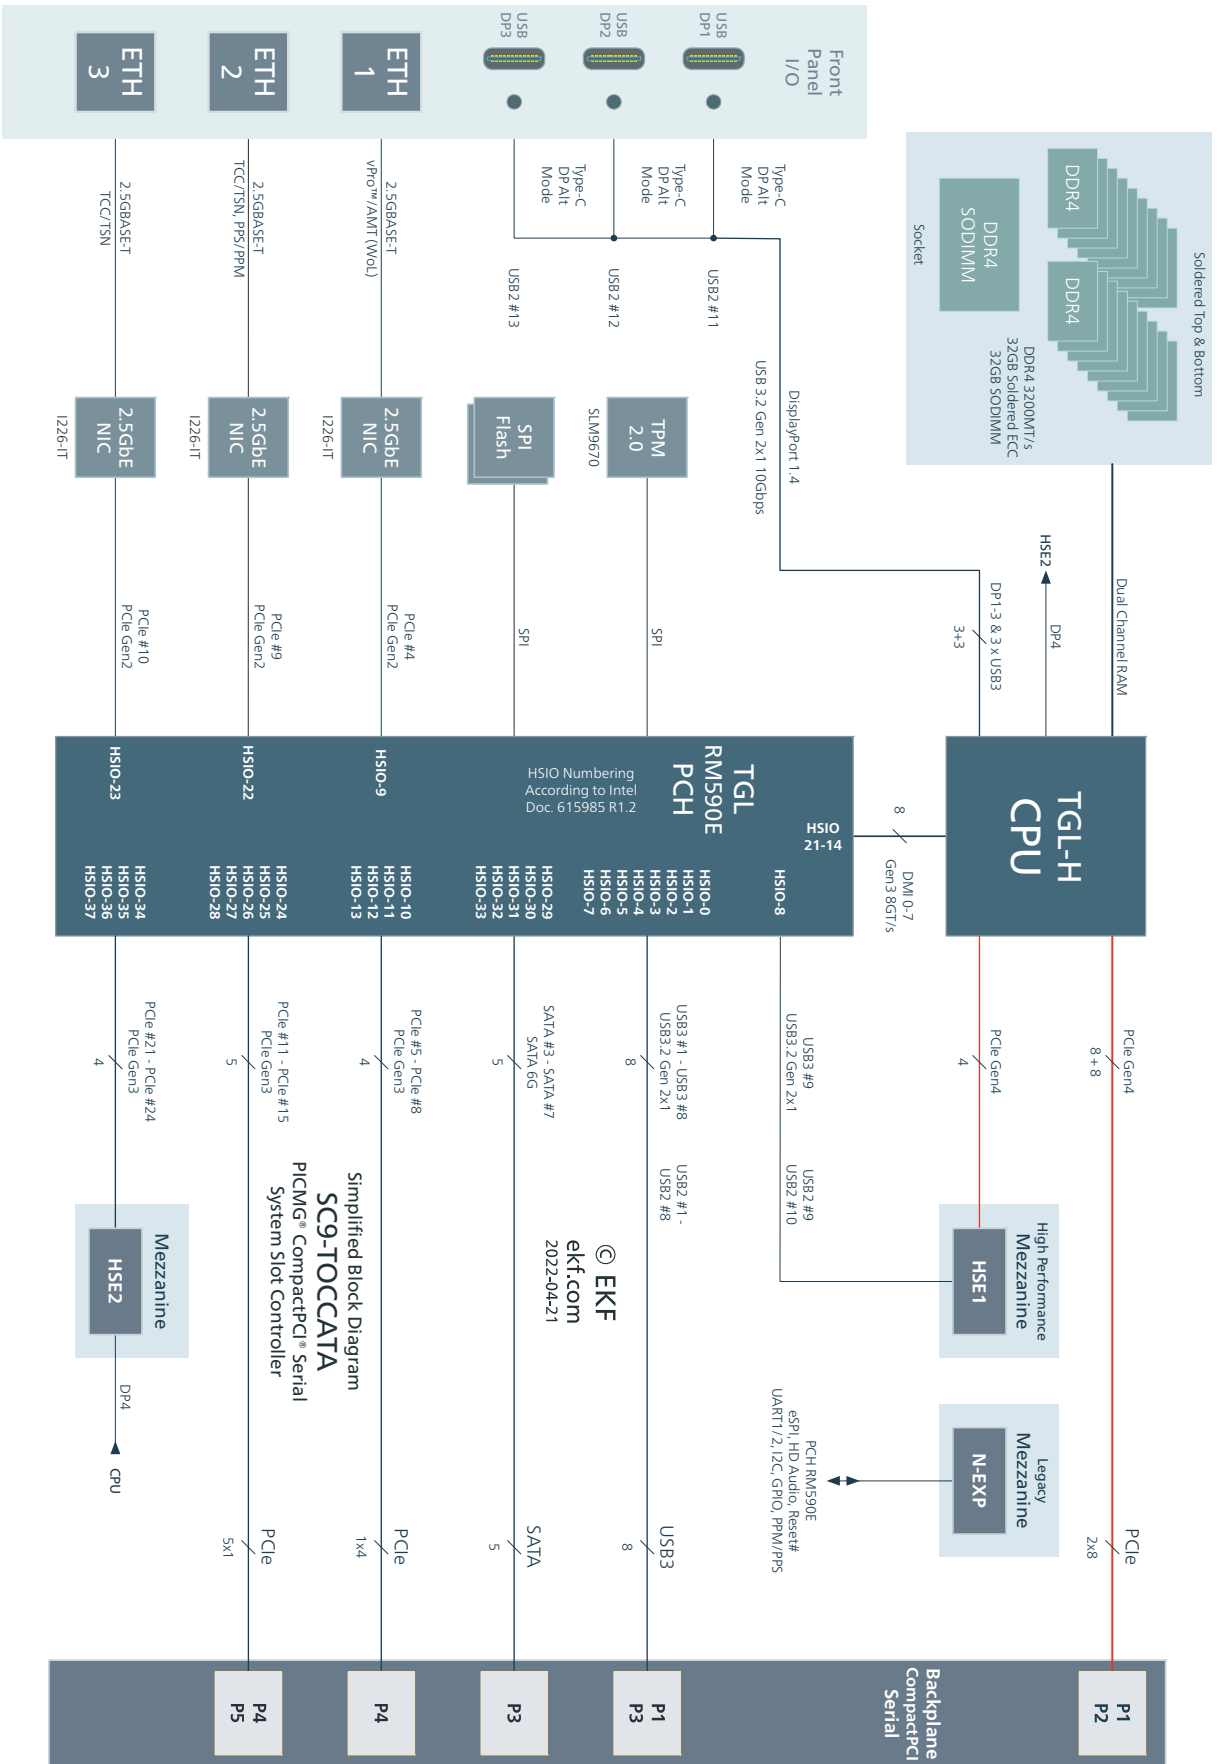 Soldered Top & Bottom
DDR4
DDR4
DDR4
SODIMM
Socket
DDR4 3200MT/s
32GB Soldered ECC
32GB SODIMM
Dual Channel RAM
HSE2
DP4
DP1-3 & 3 x USB3
3+3
TGL-H
CPU
PCIe Gen4
8 + 8
PCIe Gen4
4
High Performance
Mezzanine
HSE1
Legacy
Mezzanine
N-EXP
PCIe
2x8
P1
P2
Backplane
CompactPCI
Serial
Front
Panel
I/O
USB
DP1
USB
DP2
USB
DP3
Type-C
DP Alt
Mode
Type-C
DP Alt
Mode
Type-C
DP Alt
Mode
USB2 #11
USB2 #12
USB2 #13
DisplayPort 1.4
USB 3.2 Gen 2x1 10Gbps
8
DMI 0-7
Gen3 8GT/s
HSIO
21-14
HSIO-8
USB3 #9
USB3.2 Gen 2x1
USB2 #9
USB2 #10
PCH RM590E
eSPI, HD Audio, Reset#
UART1/2, I2C, GPIO, PPM/PPS
TPM
2.0
SLM9670
SPI
TGL
RM590E
PCH
HSIO Numbering
According to Intel
Doc. 615985 R1.2
HSIO-0
HSIO-1
HSIO-2
HSIO-3
HSIO-4
HSIO-5
HSIO-6
HSIO-7
USB3 #1 - USB3 #8
USB3.2 Gen 2x1
8
USB2 #1 -
USB2 #8
USB3
8
P1
P3
© EKF
ekf.com
2022-04-21
SPI
Flash
SPI
HSIO-29
HSIO-30
HSIO-31
HSIO-32
HSIO-33
SATA #3 - SATA #7
SATA 6G
5
SATA
5
P3
ETH
1
2.5GBASE-T
vPro™/AMT (WoL)
2.5GbE
NIC
I226-IT
PCIe #4
PCIe Gen2
HSIO-9
HSIO-10
HSIO-11
HSIO-12
HSIO-13
PCIe #5 - PCIe #8
PCIe Gen3
4
PCIe
1x4
P4
Simplified Block Diagram
SC9-TOCCATA
PICMG® CompactPCI® Serial
System Slot Controller
ETH
2
2.5GBASE-T
TCC/TSN, PPS/PPM
2.5GbE
NIC
I226-IT
PCIe #9
PCIe Gen2
HSIO-22
HSIO-24
HSIO-25
HSIO-26
HSIO-27
HSIO-28
PCIe #11 - PCIe #15
PCIe Gen3
5
PCIe
5x1
P4
P5
ETH
3
2.5GBASE-T
TCC/TSN
2.5GbE
NIC
I226-IT
PCIe #10
PCIe Gen2
HSIO-23
HSIO-34
HSIO-35
HSIO-36
HSIO-37
PCIe #21 - PCIe #24
PCIe Gen3
4
Mezzanine
HSE2
DP4
CPU